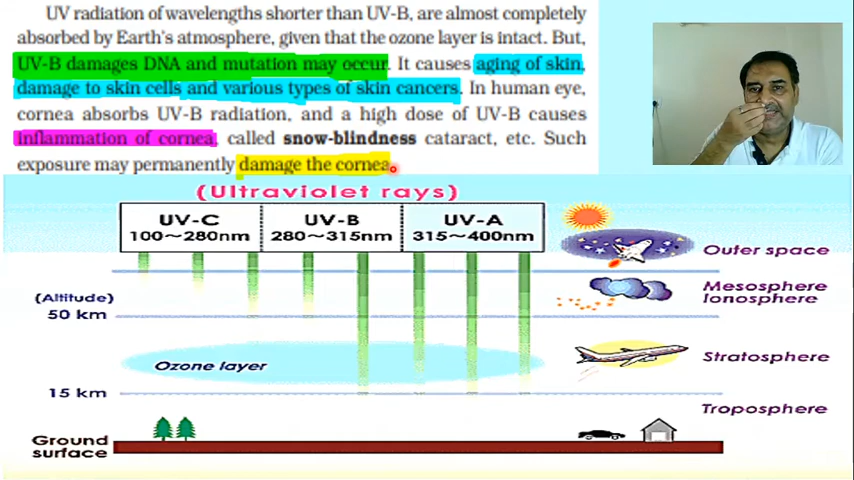 UV radiation of wavelengths shorter than UV-B, are almost completely
absorbed by Earth's atmosphere, given that the ozone layer is intact. But,
UV-B damages DNA and mutation may occur. It causes aging of skin,
damage to skin cells and various types of skin cancers. In human eye,
cornea absorbs UV-B radiation, and a high dose of UV-B causes
inflammation of cornea, called snow-blindness cataract, etc. Such
exposure may permanently damage the cornea.
(Ultraviolet rays)
UV-C UV-B UV-A
100~280nm 280~315nm 315~400nm
Outer space
Mesosphere
Ionosphere
(Altitude)
50 km
Ozone layer
Stratosphere
15 km
Troposphere
Ground
surface